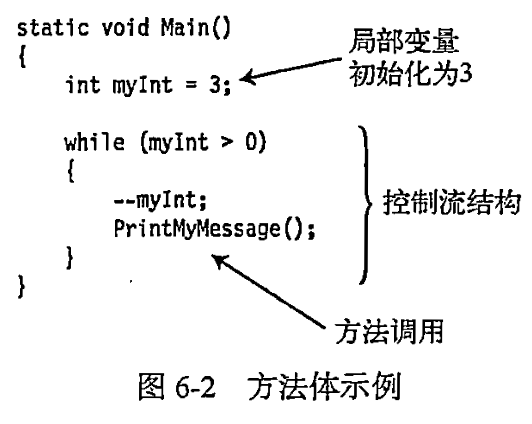 static void Main()
{
int myInt = 3;
局部变量
初始化为3
while (myInt > 0)
{
--myInt;
PrintMyMessage();
}
}
控制流结构
方法调用
图 6-2 方法体示例